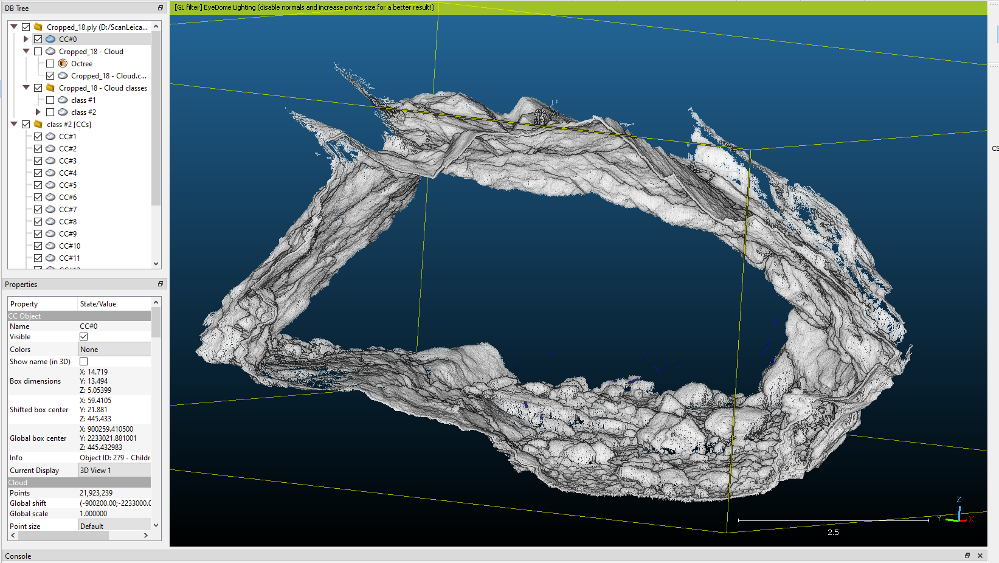 DB Tree
Cropped_18.ply (D:/ScanLeica...
CC#0
Cropped_18 - Cloud
Octree
Cropped_18 - Cloud.c...
Cropped_18 - Cloud classes
class #1
class #2
class #2 [CCs]
CC#1
CC#2
CC#3
CC#4
CC#5
CC#6
CC#7
CC#8
CC#9
CC#10
CC#11
Properties
Property State/Value
CC Object
Name CC#0
Visible
Colors None
Show name (in 3D)
Box dimensions X: 14.719
Y: 13.494
Z: 5.05399
Shifted box center X: 59.4105
Y: 21.881
Z: 445.433
Global box center X: 900259.410500
Y: 2233021.881001
Z: 445.432983
Info Object ID: 279 - Childr
Current Display 3D View 1
Cloud
Points 21,923,239
Global shift (-900200.00;-2233000.0
Global scale 1.000000
Point size Default
[GL filter] EyeDome Lighting (disable normals and increase points size for a better result!)
CS
Z
Y X
2.5
Console